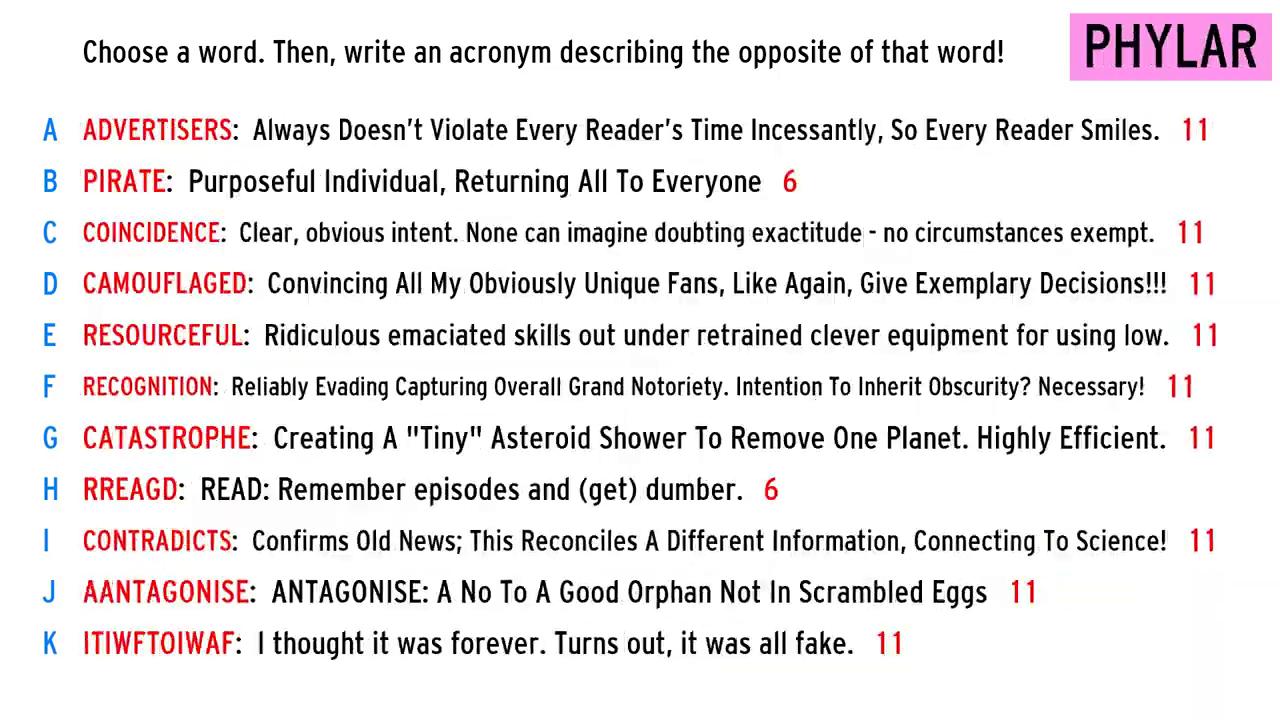 Choose a word. Then, write an acronym describing the opposite of that word!
PHYLAR
A ADVERTISERS: Always Doesn't Violate Every Reader's Time Incessantly, So Every Reader Smiles. 11
B PIRATE: Purposeful Individual, Returning All To Everyone 6
C COINCIDENCE: Clear, obvious intent. None can imagine doubting exactitude - no circumstances exempt. 11
D CAMOUFLAGED: Convincing All My Obviously Unique Fans, Like Again, Give Exemplary Decisions!!! 11
E RESOURCEFUL: Ridiculous emaciated skills out under retrained clever equipment for using low. 11
F RECOGNITION: Reliably Evading Capturing Overall Grand Notoriety. Intention To Inherit Obscurity? Necessary! 11
G CATASTROPHE: Creating A "Tiny" Asteroid Shower To Remove One Planet. Highly Efficient. 11
H RREAGD: READ: Remember episodes and (get) dumber. 6
I CONTRADICTS: Confirms Old News; This Reconciles A Different Information, Connecting To Science! 11
J AANTAGONISE: ANTAGONISE: A No To A Good Orphan Not In Scrambled Eggs 11
K ITIWFTOIWAF: I thought it was forever. Turns out, it was all fake. 11